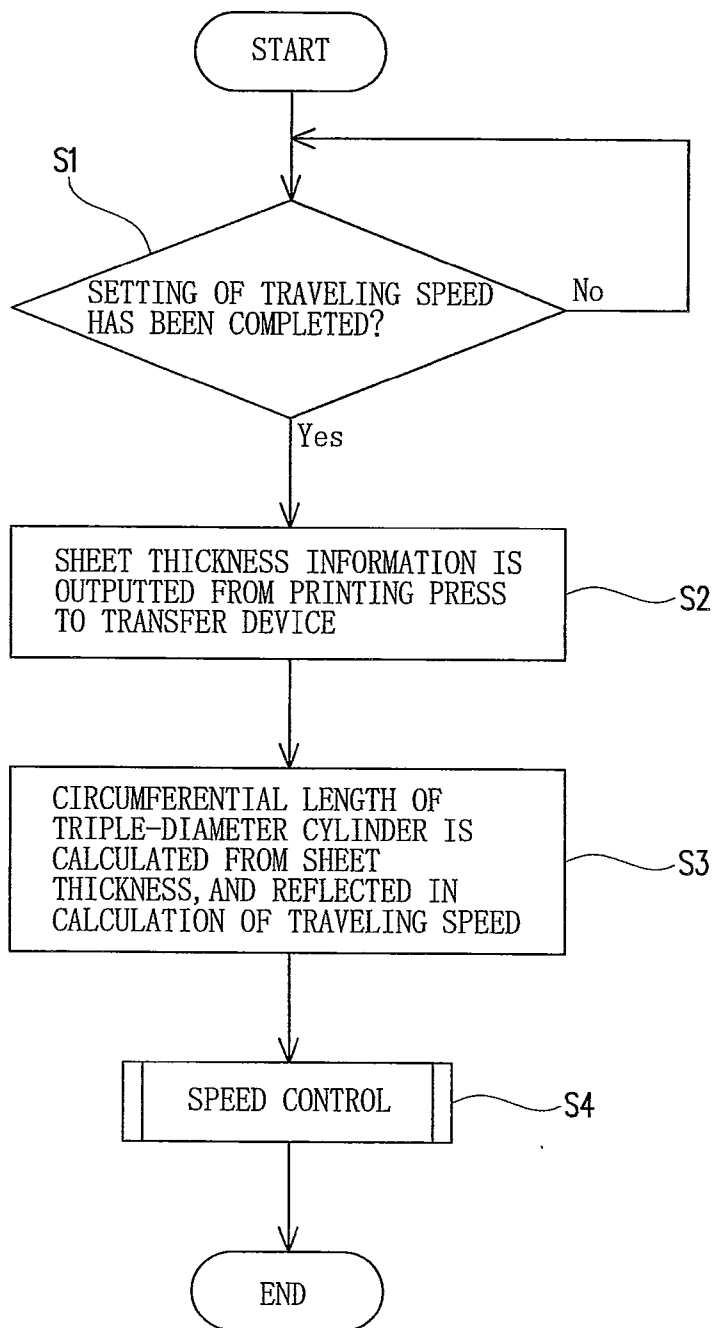 START
S1
SETTING OF TRAVELING SPEED
HAS BEEN COMPLETED?
No
Yes
SHEET THICKNESS INFORMATION IS
OUTPUTTED FROM PRINTING PRESS
TO TRANSFER DEVICE
S2
CIRCUMFERENTIAL LENGTH OF
TRIPLE-DIAMETER CYLINDER IS
CALCULATED FROM SHEET
THICKNESS, AND REFLECTED IN
CALCULATION OF TRAVELING SPEED
S3
SPEED CONTROL
S4
END